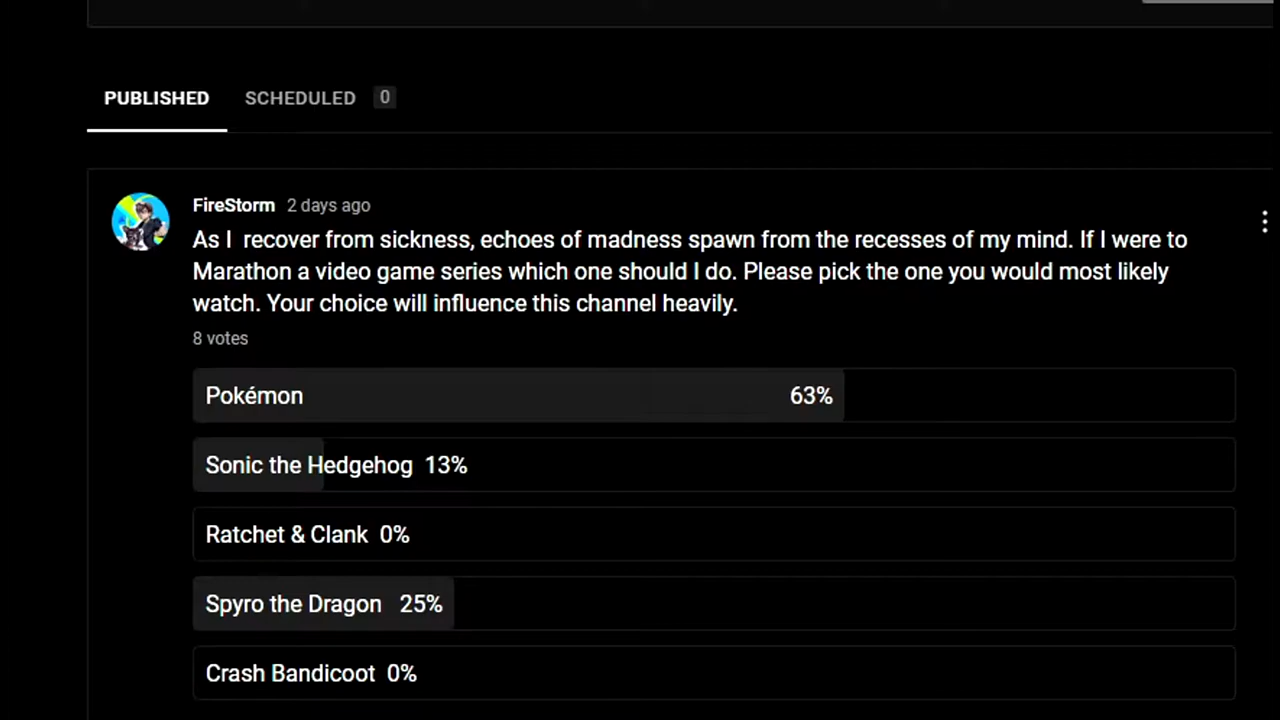 PUBLISHED SCHEDULED 0
FireStorm 2 days ago
As I recover from sickness, echoes of madness spawn from the recesses of my mind. If I were to
Marathon a video game series which one should I do. Please pick the one you would most likely
watch. Your choice will influence this channel heavily.
8 votes
Pokémon 63%
Sonic the Hedgehog 13%
Ratchet & Clank 0%
Spyro the Dragon 25%
Crash Bandicoot 0%